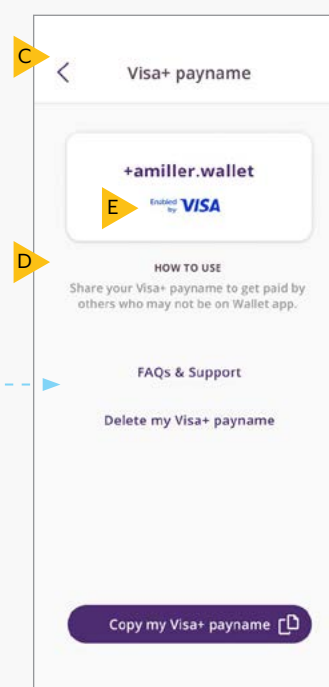 C
Visa+ payname
+amiller.wallet
E
Enabled by VISA
D
HOW TO USE
Share your Visa+ payname to get paid by
others who may not be on Wallet app.
FAQs & Support
Delete my Visa+ payname
Copy my Visa+ payname